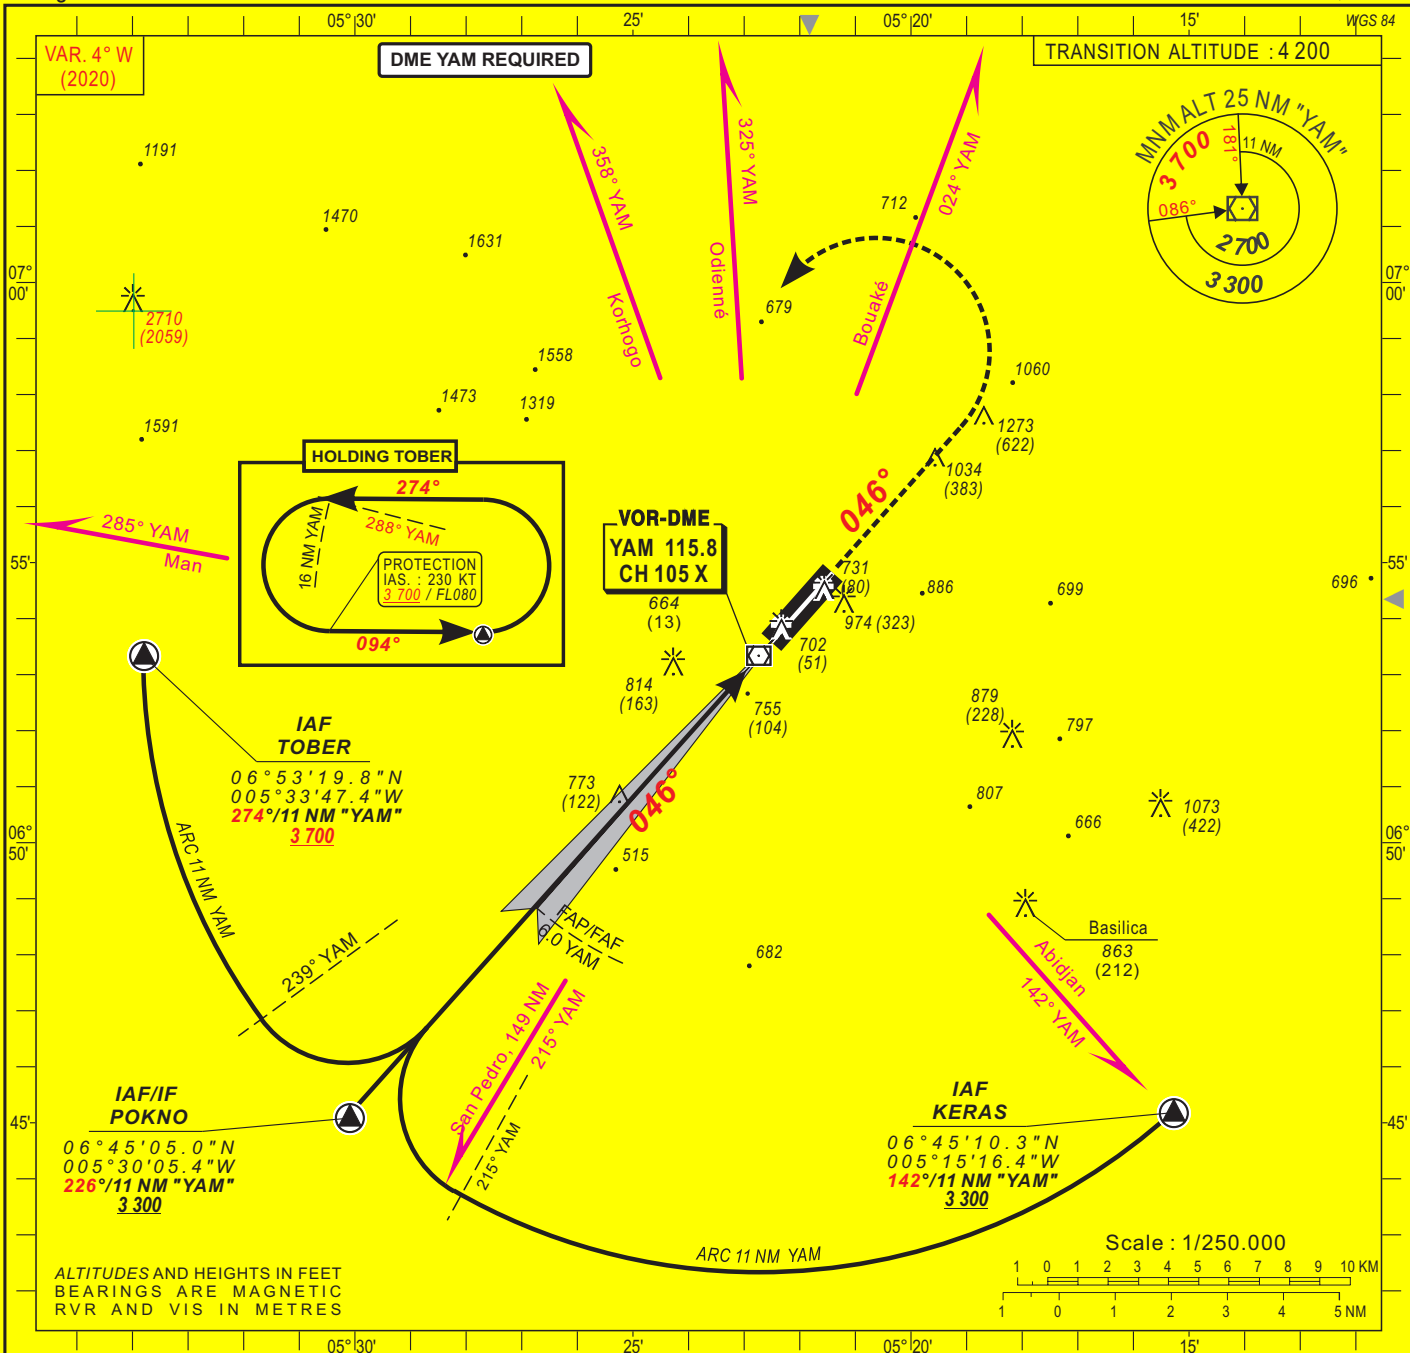 05° 30'
25'
05° 20'
15'
WGS 84
VAR. 4° W
(2020)
DME YAM REQUIRED
TRANSITION ALTITUDE : 4 200
MNM ALT 25 NM "YAM"
3 700
181°
11 NM
086°
2 700
3 300
358° YAM
Korhogo
325° YAM
Odienné
024° YAM
Bouaké
1191
1470
1631
712
07°
00'
07°
00'
2710
(2059)
679
1558
1473
1319
1591
1060
1273
(622)
1034
(383)
HOLDING TOBER
274°
288° YAM
16 NM YAM
PROTECTION
IAS. : 230 KT
3 700 / FL080
094°
285° YAM
Man
046°
VOR-DME
YAM 115.8
CH 105 X
55'
55'
731
(80)
886
699
696
974 (323)
664
(13)
702
(51)
814
(163)
755
(104)
879
(228)
797
IAF
TOBER
06°53'19.8"N
005°33'47.4"W
274°/11 NM "YAM"
3 700
773
(122)
046°
807
1073
(422)
666
06°
50'
06°
50'
515
ARC 11 NM YAM
FAP/FAF
6.0 YAM
Basilica
863
(212)
682
239° YAM
Abidjan
142° YAM
San Pedro, 149 NM
215° YAM
215° YAM
IAF/IF
POKNO
06°45'05.0"N
005°30'05.4"W
226°/11 NM "YAM"
3 300
IAF
KERAS
06°45'10.3"N
005°15'16.4"W
142°/11 NM "YAM"
3 300
45'
45'
ARC 11 NM YAM
ALTITUDES AND HEIGHTS IN FEET
BEARINGS ARE MAGNETIC
RVR AND VIS IN METRES
Scale : 1/250.000
1 0 1 2 3 4 5 6 7 8 9 10 KM
1 0 1 2 3 4 5 NM
05° 30'
25'
05° 20'
15'